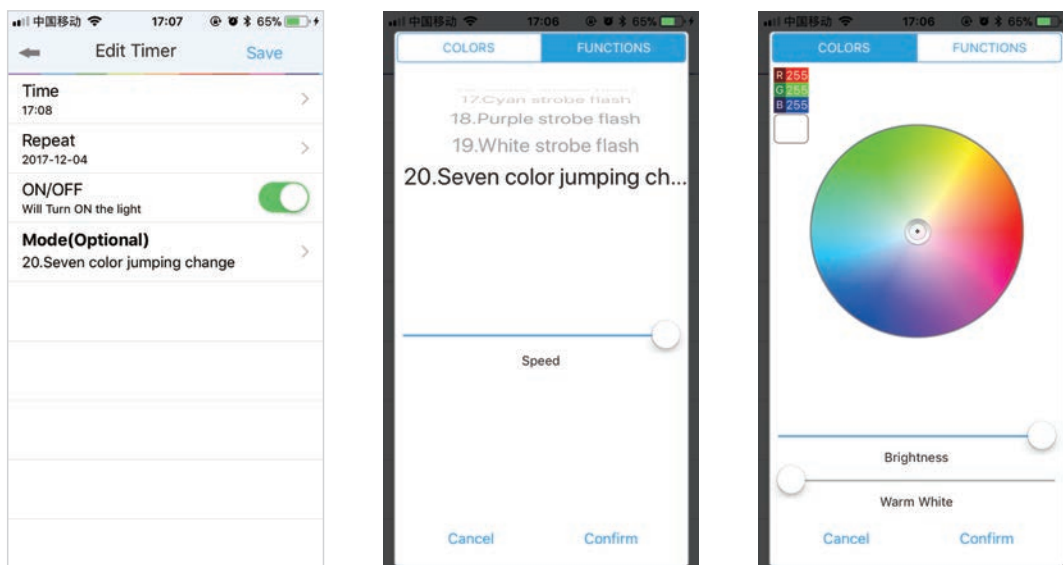 中国移动 17:07 65%
Edit Timer Save
Time
17:08
Repeat
2017-12-04
ON/OFF
Will Turn ON the light
Mode(Optional)
20.Seven color jumping change
中国移动 17:06 65%
COLORS FUNCTIONS
17.Cyan strobe flash
18.Purple strobe flash
19.White strobe flash
20.Seven color jumping ch...
Speed
Cancel Confirm
中国移动 17:06 65%
COLORS FUNCTIONS
R 255
G 255
B 255
Brightness
Warm White
Cancel Confirm